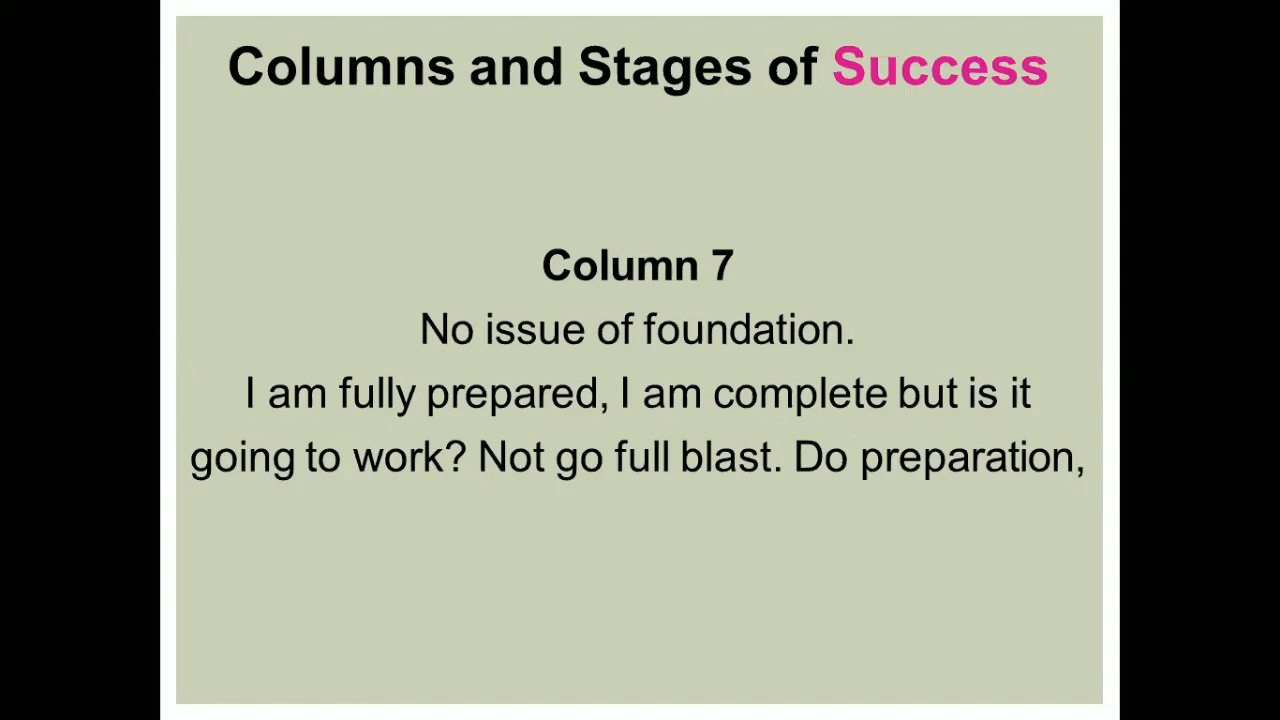 Columns and Stages of Success
Column 7
No issue of foundation.
I am fully prepared, I am complete but is it
going to work? Not go full blast. Do preparation,